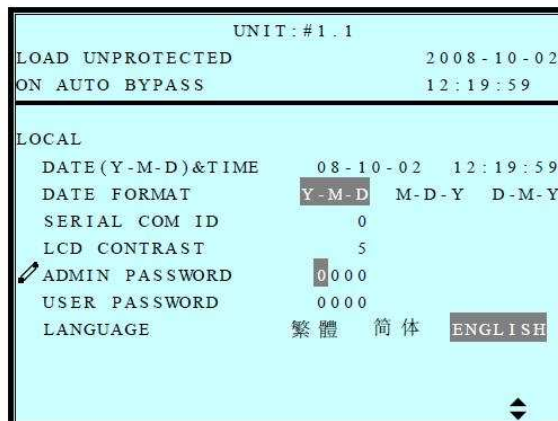 UNIT:#1.1
LOAD UNPROTECTED 2008-10-02
ON AUTO BYPASS 12:19:59
LOCAL
DATE(Y-M-D)&TIME 08-10-02 12:19:59
DATE FORMAT Y-M-D M-D-Y D-M-Y
SERIAL COM ID 0
LCD CONTRAST 5
ADMIN PASSWORD 0000
USER PASSWORD 0000
LANGUAGE 繁體 简体 ENGLISH